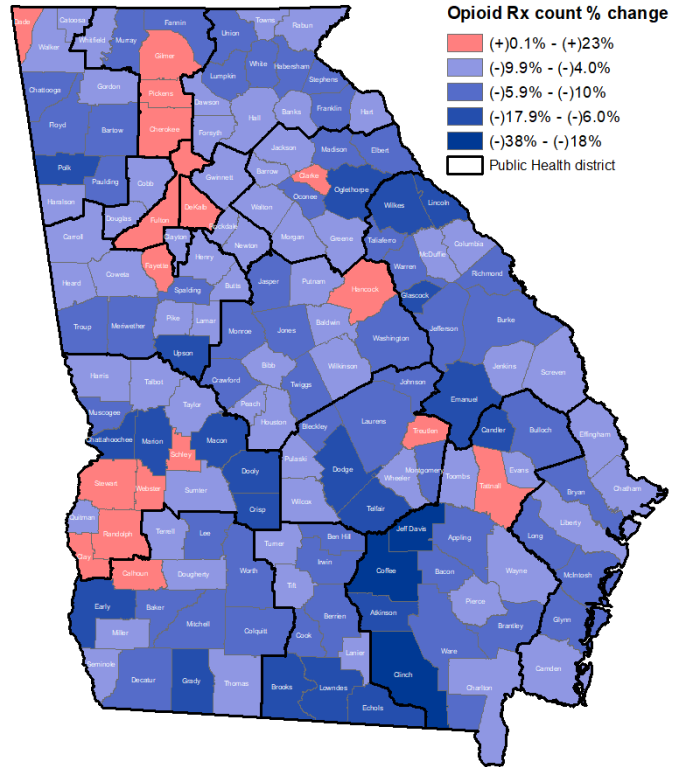 Opioid Rx count % change
(+)0.1% - (+)23%
(-)9.9% - (-)4.0%
(-)5.9% - (-)10%
(-)17.9% - (-)6.0%
(-)38% - (-)18%
Public Health district
Dade
Catoosa
Fannin
Towns
Rabun
Walker
Whitfield
Murray
Union
Gilmer
White
Habersham
Lumpkin
Stephens
Chattooga
Gordon
Pickens
Dawson
Banks
Franklin
Hart
Floyd
Bartow
Cherokee
Forsyth
Hall
Jackson
Madison
Elbert
Polk
Paulding
Cobb
Gwinnett
Barrow
Clarke
Oglethorpe
Oconee
Wilkes
Lincoln
Haralson
Douglas
Fulton
DeKalb
Walton
Carroll
Clayton
Rockdale
Newton
Morgan
Greene
Taliaferro
McDuffie
Columbia
Heard
Coweta
Fayette
Henry
Butts
Jasper
Putnam
Hancock
Warren
Richmond
Spalding
Glascock
Troup
Meriwether
Pike
Lamar
Monroe
Jones
Baldwin
Washington
Jefferson
Burke
Upson
Bibb
Wilkinson
Jenkins
Screven
Harris
Talbot
Crawford
Twiggs
Johnson
Taylor
Peach
Houston
Laurens
Emanuel
Muscogee
Bleckley
Treutlen
Candler
Bulloch
Effingham
Chattahoochee
Marion
Macon
Schley
Pulaski
Dodge
Wheeler
Montgomery
Toombs
Tattnall
Evans
Bryan
Chatham
Stewart
Webster
Sumter
Dooly
Crisp
Wilcox
Telfair
Liberty
Quitman
Randolph
Terrell
Lee
Turner
Ben Hill
Jeff Davis
Appling
Long
Clay
Calhoun
Dougherty
Worth
Irwin
Coffee
Bacon
Wayne
McIntosh
Tift
Early
Baker
Mitchell
Berrien
Atkinson
Pierce
Brantley
Glynn
Miller
Colquitt
Cook
Lanier
Ware
Seminole
Decatur
Grady
Thomas
Brooks
Lowndes
Clinch
Charlton
Camden
Echols